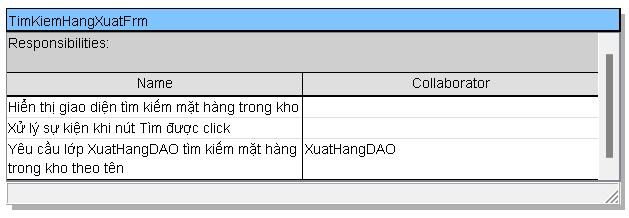 TimKiemHangXuatFrm
Responsibilities:
Name Collaborator
Hiển thị giao diện tìm kiếm mặt hàng trong kho
Xử lý sự kiện khi nút Tìm được click
Yêu cầu lớp XuatHangDAO tìm kiếm mặt hàng XuatHangDAO
trong kho theo tên